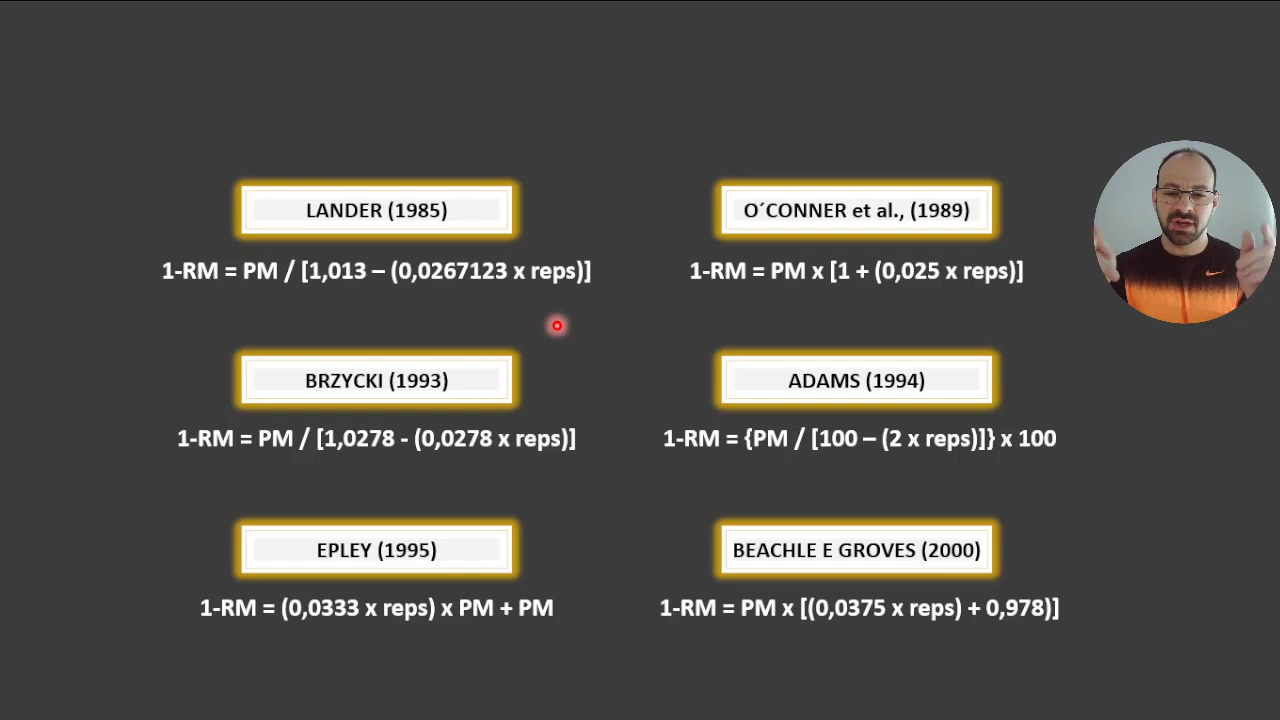 LANDER (1985)
1-RM = PM / [1,013 – (0,0267123 x reps)]
O´CONNER et al., (1989)
1-RM = PM x [1 + (0,025 x reps)]
BRZYCKI (1993)
1-RM = PM / [1,0278 - (0,0278 x reps)]
ADAMS (1994)
1-RM = {PM / [100 – (2 x reps)]} x 100
EPLEY (1995)
1-RM = (0,0333 x reps) x PM + PM
BEACHLE E GROVES (2000)
1-RM = PM x [(0,0375 x reps) + 0,978)]